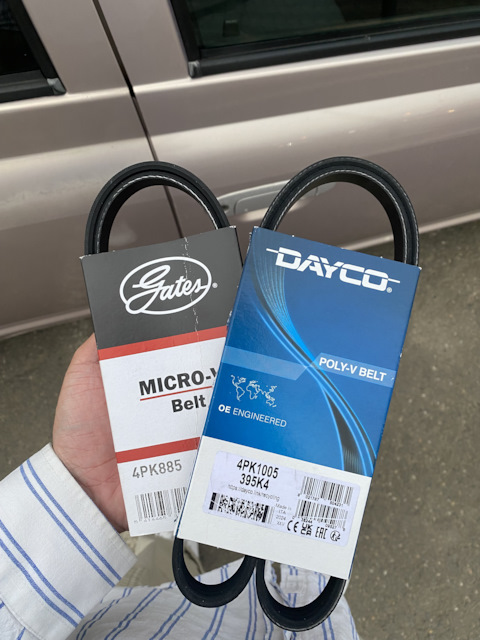 Gates
MICRO-V
Belt
4PK885
DAYCO
POLY-V BELT
OE ENGINEERED
4PK1005
395K4